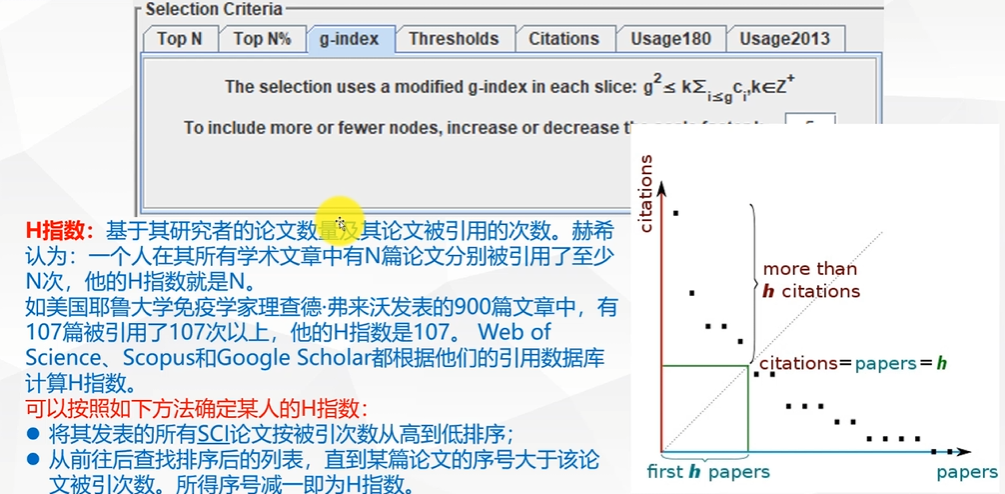 Selection Criteria
Top N
Top N%
g-index
Thresholds
Citations
Usage180
Usage2013
The selection uses a modified g-index in each slice: g² ≤ kΣ_{i≤g}c_i, k∈Z⁺
To include more or fewer nodes, increase or decrease
H指数：基于其研究者的论文数量及其论文被引用的次数。赫希
认为：一个人在其所有学术文章中有N篇论文分别被引用了至少
N次，他的H指数就是N。
如美国耶鲁大学免疫学家理查德·弗来沃发表的900篇文章中，有
107篇被引用了107次以上，他的H指数是107。 Web of
Science、Scopus和Google Scholar都根据他们的引用数据库
计算H指数。
可以按照如下方法确定某人的H指数：
● 将其发表的所有SCI论文按被引次数从高到低排序；
● 从前往后查找排序后的列表，直到某篇论文的序号大于该论
文被引次数。所得序号减一即为H指数。
citations
more than
h citations
citations=papers=h
first h papers
papers